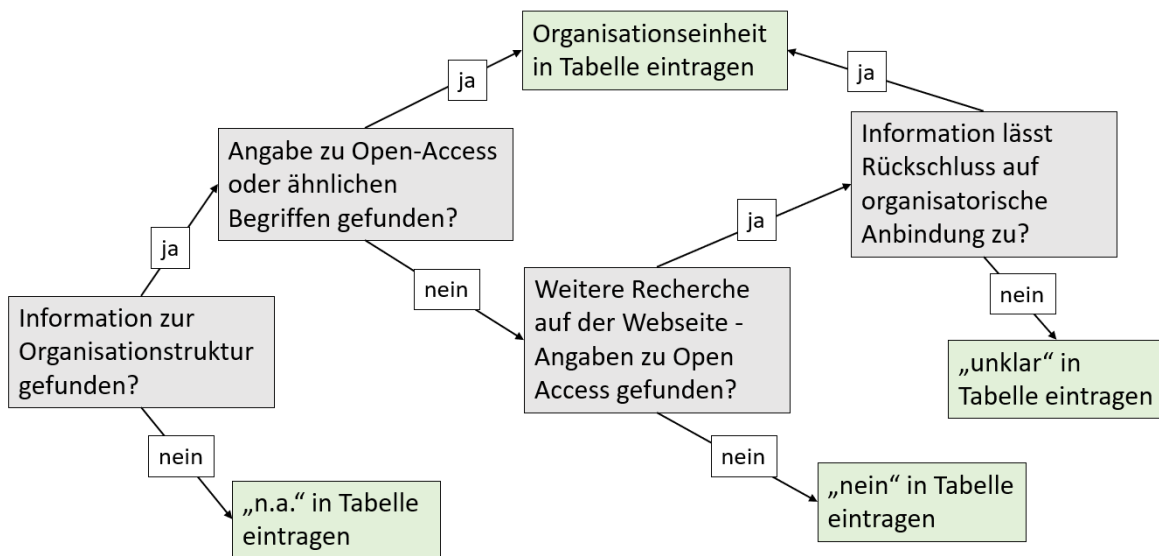 Organisationseinheit
in Tabelle eintragen
ja
ja
Angabe zu Open-Access
oder ähnlichen
Begriffen gefunden?
Information lässt
Rückschluss auf
organisatorische
Anbindung zu?
ja
ja
nein
nein
Information zur
Organisationstruktur
gefunden?
Weitere Recherche
auf der Webseite -
Angaben zu Open
Access gefunden?
„unklar“ in
Tabelle eintragen
nein
nein
„n.a.“ in Tabelle
eintragen
„nein“ in Tabelle
eintragen